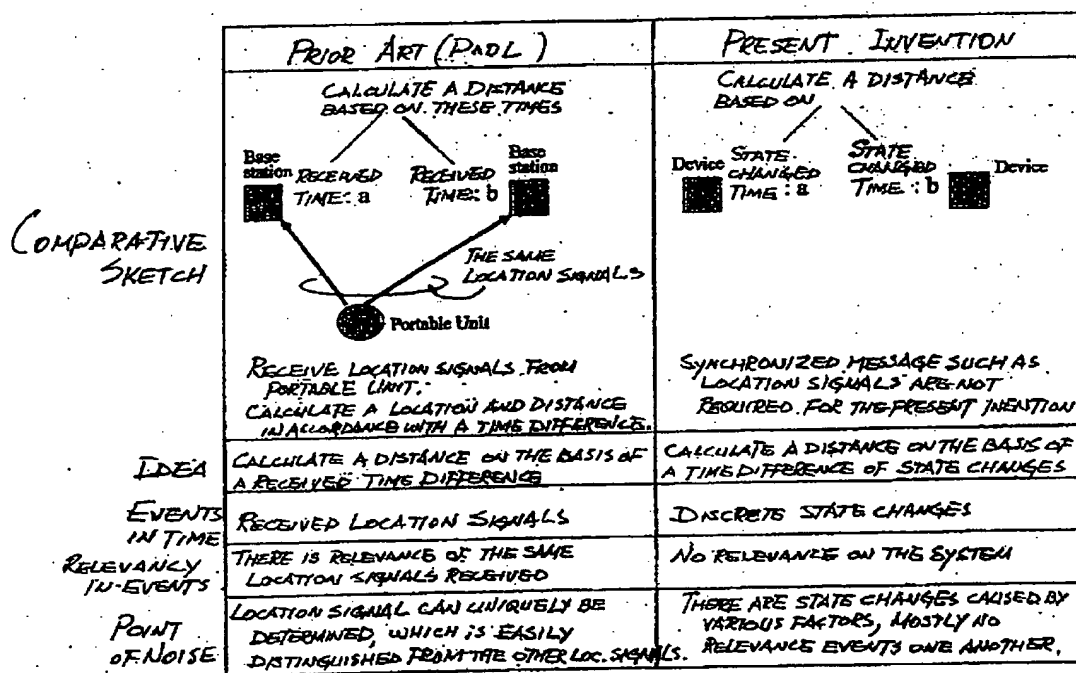 PRIOR ART (PADL)
PRESENT INVENTION
COMPARATIVE
SKETCH
CALCULATE A DISTANCE
BASED ON THESE TIMES
Base
station
RECEIVED
TIME: a
RECEIVED
TIME: b
Base
station
THE SAME
LOCATION SIGNALS
Portable Unit
RECEIVE LOCATION SIGNALS FROM
PORTABLE UNIT.
CALCULATE A LOCATION AND DISTANCE
IN ACCORDANCE WITH A TIME DIFFERENCE.
CALCULATE A DISTANCE
BASED ON
Device
STATE
CHANGED
TIME : a
STATE
CHANGED
TIME : b
Device
SYNCHRONIZED MESSAGE SUCH AS
LOCATION SIGNALS ARE NOT
REQUIRED FOR THE PRESENT INENTION
IDEA
CALCULATE A DISTANCE ON THE BASIS OF
A RECEIVED TIME DIFFERENCE
CALCULATE A DISTANCE ON THE BASIS OF
A TIME DIFFERENCE OF STATE CHANGES
EVENTS
IN TIME
RECEIVED LOCATION SIGNALS
DISCRETE STATE CHANGES
RELEVANCY
IN-EVENTS
THERE IS RELEVANCE OF THE SAME
LOCATION SIGNALS RECEIVED
NO RELEVANCE ON THE SYSTEM
POINT
OF NOISE
LOCATION SIGNAL CAN UNIQUELY BE
DETERMINED, WHICH IS EASILY
DISTINGUISHED FROM THE OTHER LOC. SIGNALS.
THERE ARE STATE CHANGES CAUSED BY
VARIOUS FACTORS, MOSTLY NO
RELEVANCE EVENTS ONE ANOTHER.